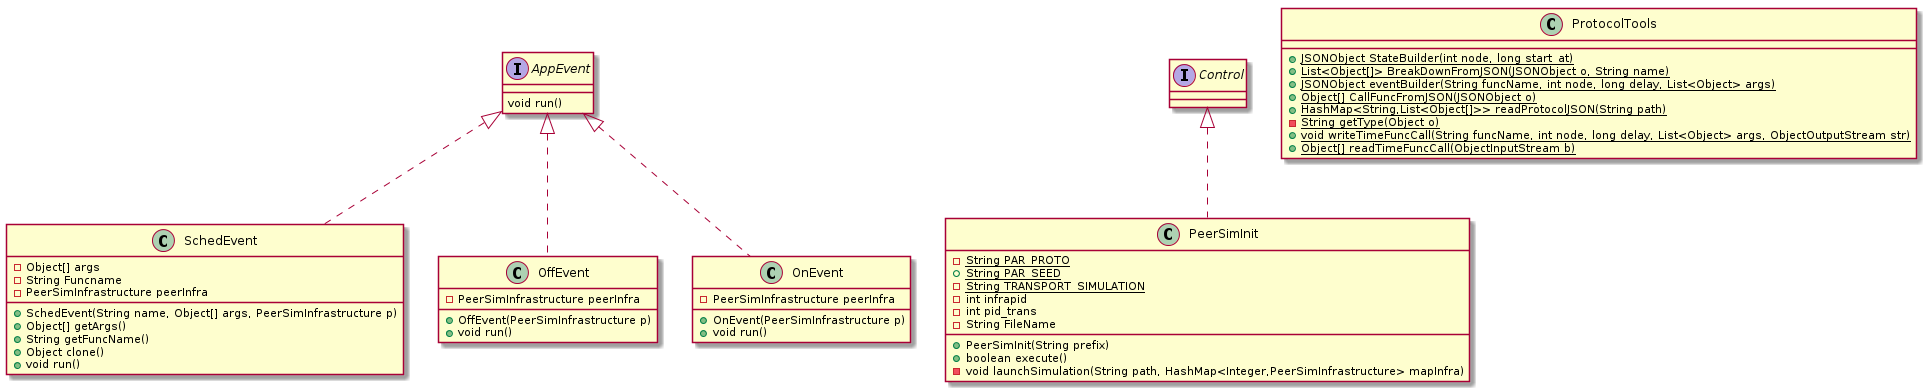 I AppEvent
void run()
C SchedEvent
Object[] args
String Funcname
PeerSimInfrastructure peerInfra
SchedEvent(String name, Object[] args, PeerSimInfrastructure p)
Object[] getArgs()
String getFuncName()
Object clone()
void run()
C OffEvent
PeerSimInfrastructure peerInfra
OffEvent(PeerSimInfrastructure p)
void run()
C OnEvent
PeerSimInfrastructure peerInfra
OnEvent(PeerSimInfrastructure p)
void run()
I Control
C PeerSimInit
String PAR_PROTO
String PAR_SEED
String TRANSPORT_SIMULATION
int infrapid
int pid_trans
String FileName
PeerSimInit(String prefix)
boolean execute()
void launchSimulation(String path, HashMap<Integer,PeerSimInfrastructure> mapInfra)
C ProtocolTools
JSONObject StateBuilder(int node, long start_at)
List<Object[]> BreakDownFromJSON(JSONObject o, String name)
JSONObject eventBuilder(String funcName, int node, long delay, List<Object> args)
Object[] CallFuncFromJSON(JSONObject o)
HashMap<String,List<Object[]>> readProtocolJSON(String path)
String getType(Object o)
void writeTimeFuncCall(String funcName, int node, long delay, List<Object> args, ObjectOutputStream str)
Object[] readTimeFuncCall(ObjectInputStream b)